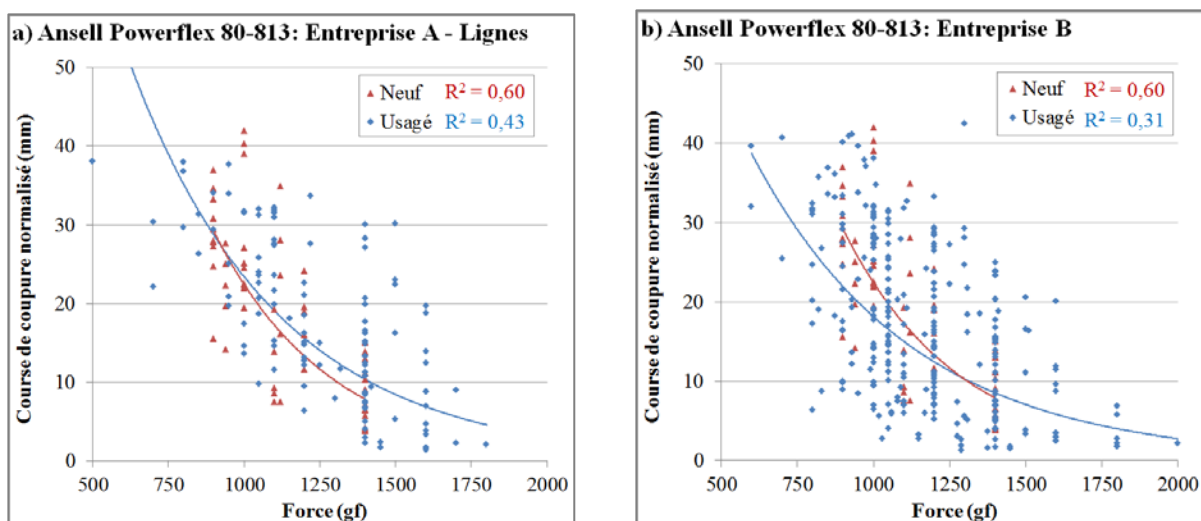 a) Ansell Powerflex 80-813: Entreprise A - Lignes
Course de coupure normalisé (mm)
50
40
30
20
10
0
Neuf R² = 0,60
Usagé R² = 0,43
500 750 1000 1250 1500 1750 2000
Force (gf)
b) Ansell Powerflex 80-813: Entreprise B
Course de coupure normalisé (mm)
50
40
30
20
10
0
Neuf R² = 0,60
Usagé R² = 0,31
500 750 1000 1250 1500 1750 2000
Force (gf)